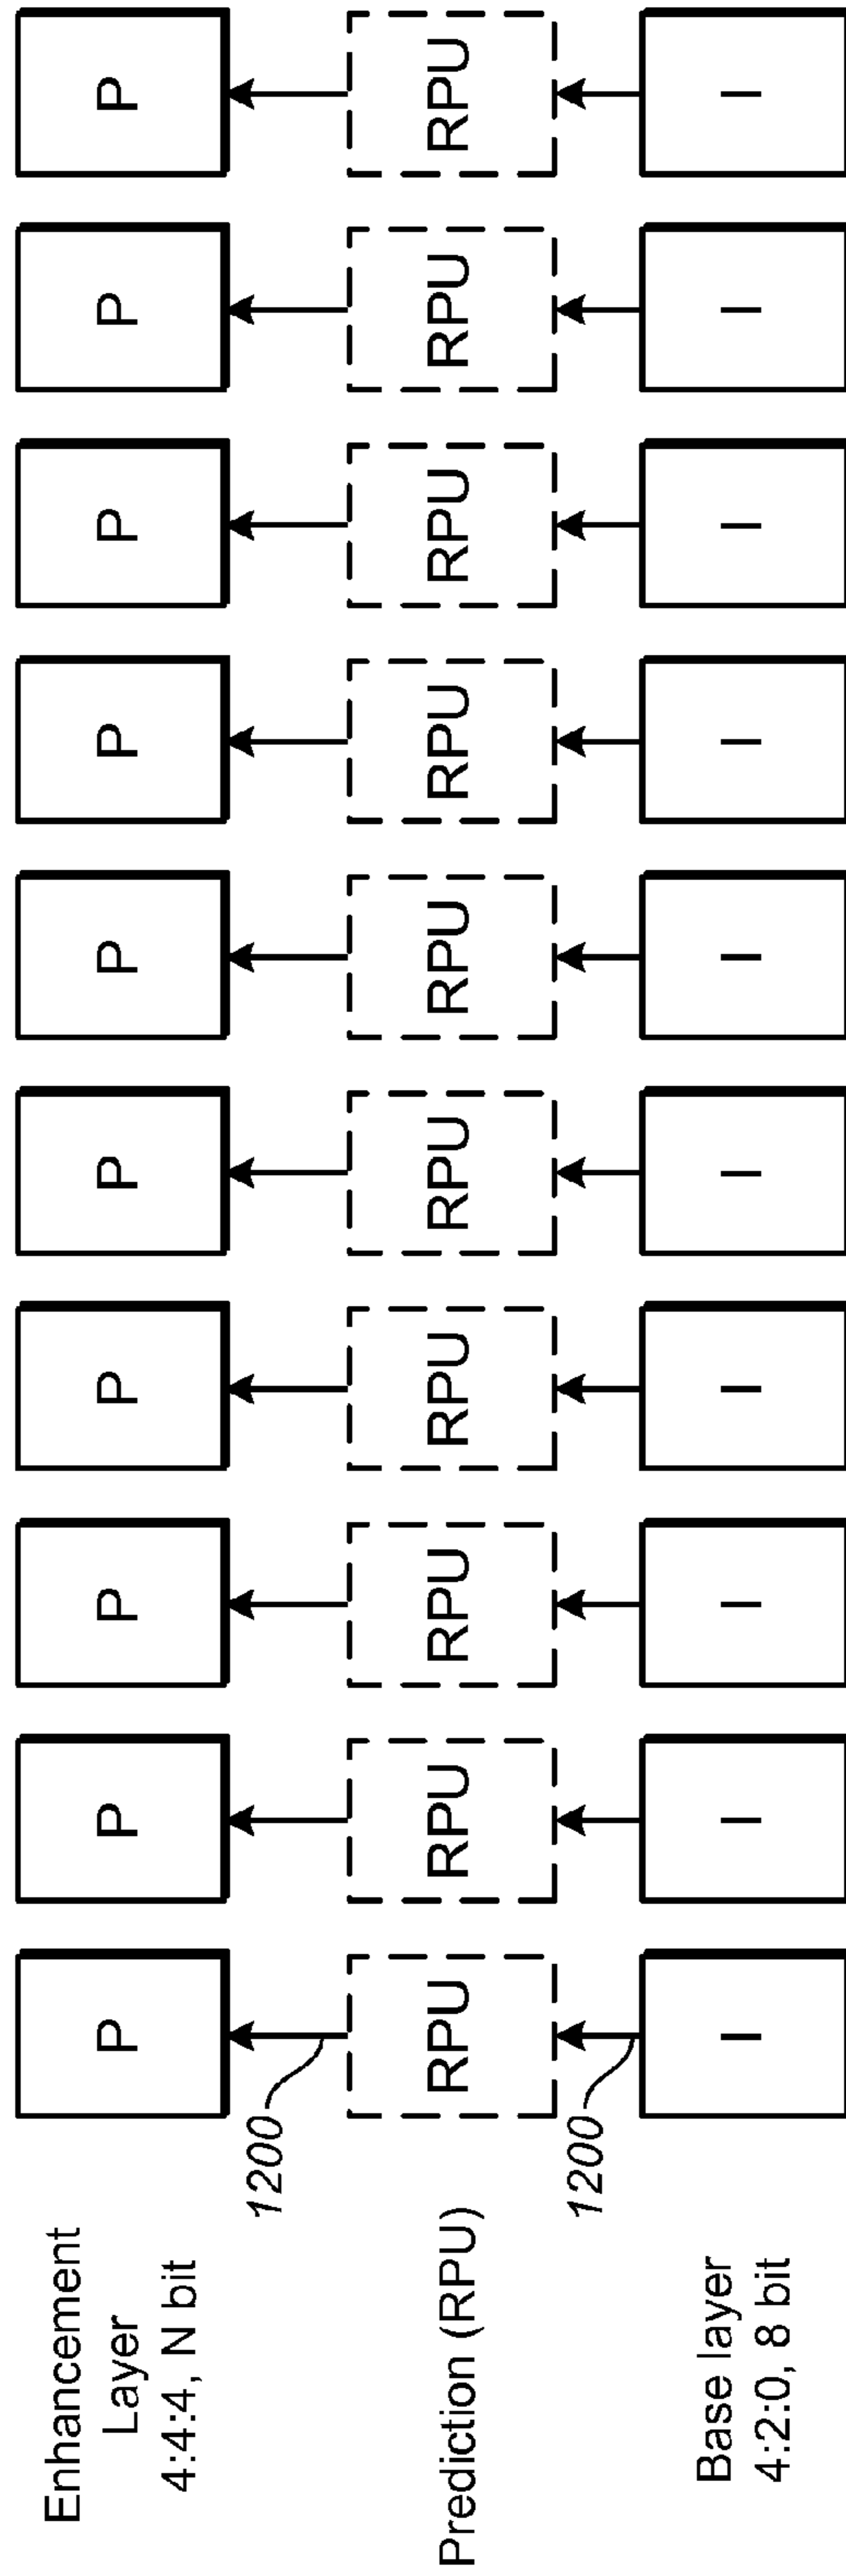 Enhancement
Layer
4:4:4, N bit
P P P P P P P P P P
1200
Prediction (RPU)
RPU RPU RPU RPU RPU RPU RPU RPU RPU RPU
1200
Base layer
4:2:0, 8 bit
I I I I I I I I I I